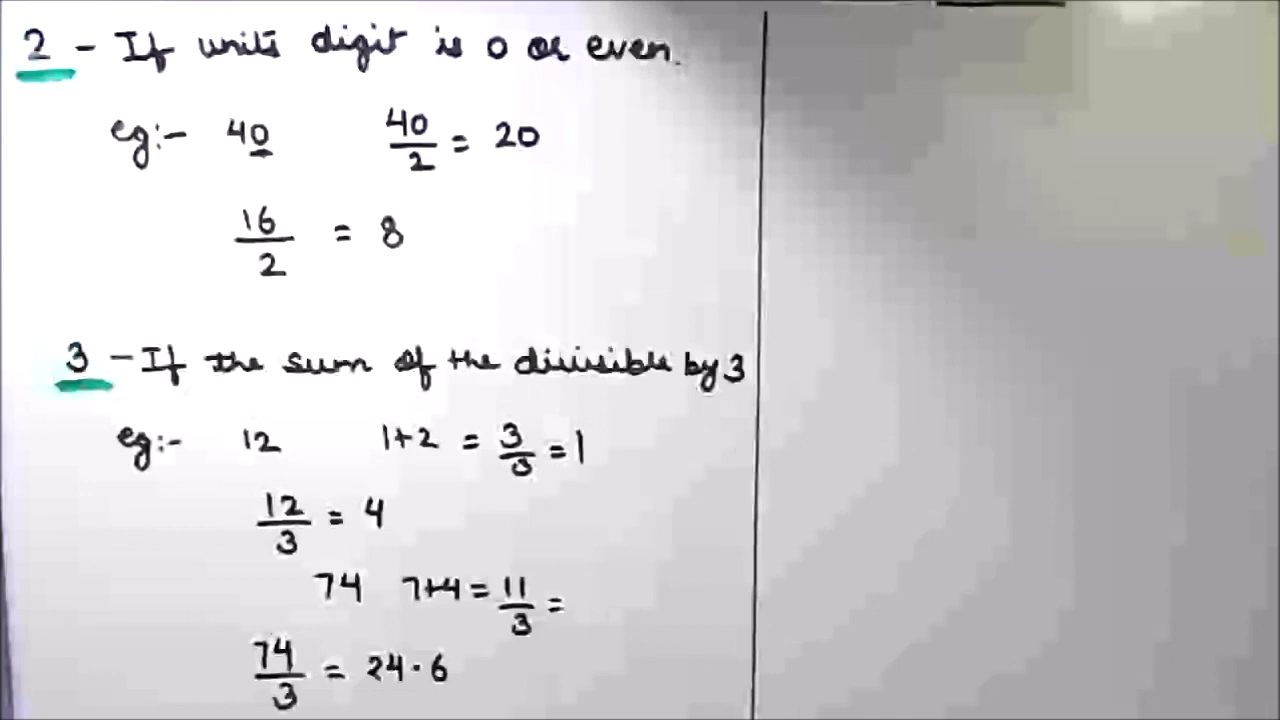 2 - If units digit is 0 or even.
eg:- 40 40/2 = 20
16/2 = 8
3 - If the sum of the divisible by 3
eg:- 12 1+2 = 3/3 = 1
12/3 = 4
74 7+4 = 11/3 =
74/3 = 24.6